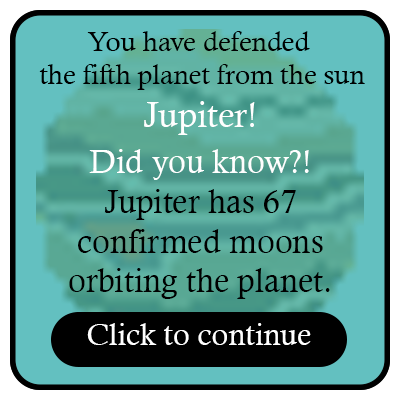 You have defended
the fifth planet from the sun
Jupiter!
Did you know?!
Jupiter has 67
confirmed moons
orbiting the planet.
Click to continue